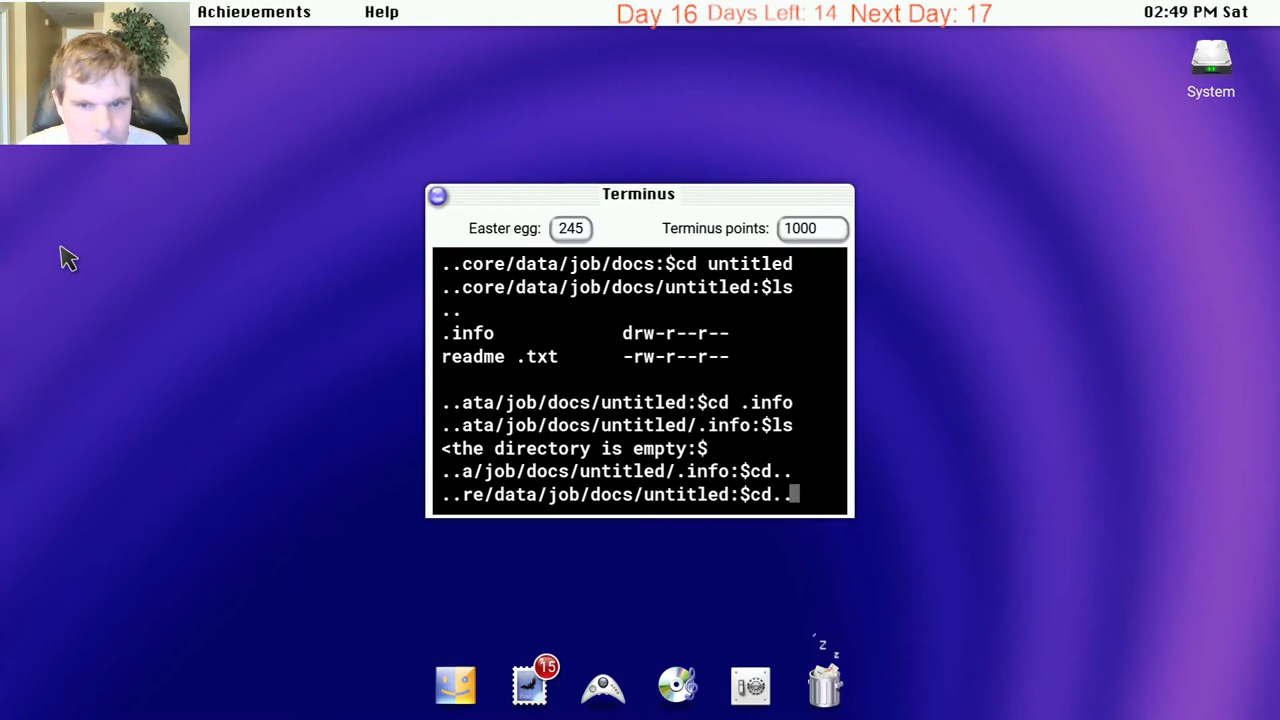 Achievements Help Day 16 Days Left: 14 Next Day: 17 02:49 PM Sat
System
Terminus
Easter egg: 245 Terminus points: 1000
..core/data/job/docs:$cd untitled
..core/data/job/docs/untitled:$ls
..
.info drw-r--r--
readme .txt -rw-r--r--
..ata/job/docs/untitled:$cd .info
..ata/job/docs/untitled/.info:$ls
<the directory is empty:$
..a/job/docs/untitled/.info:$cd..
..re/data/job/docs/untitled:$cd..
15
z
z